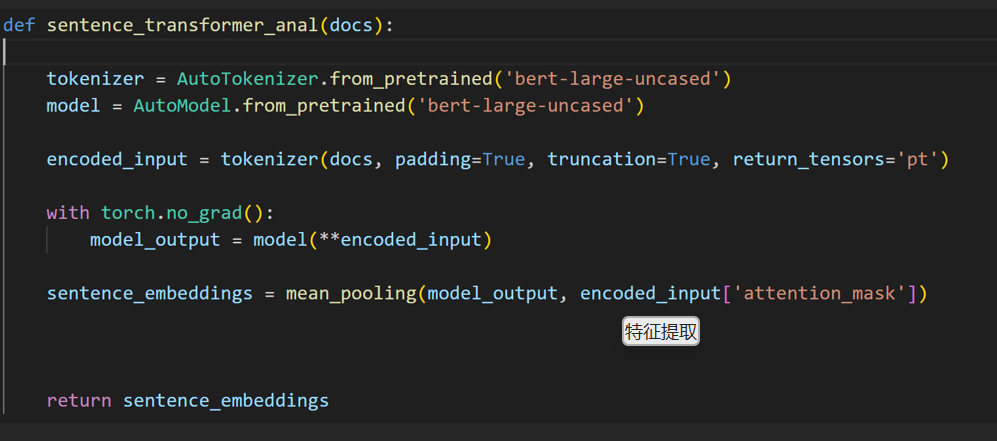 def sentence_transformer_anal(docs):
tokenizer = AutoTokenizer.from_pretrained('bert-large-uncased')
model = AutoModel.from_pretrained('bert-large-uncased')
encoded_input = tokenizer(docs, padding=True, truncation=True, return_tensors='pt')
with torch.no_grad():
model_output = model(**encoded_input)
sentence_embeddings = mean_pooling(model_output, encoded_input['attention_mask'])
特征提取
return sentence_embeddings